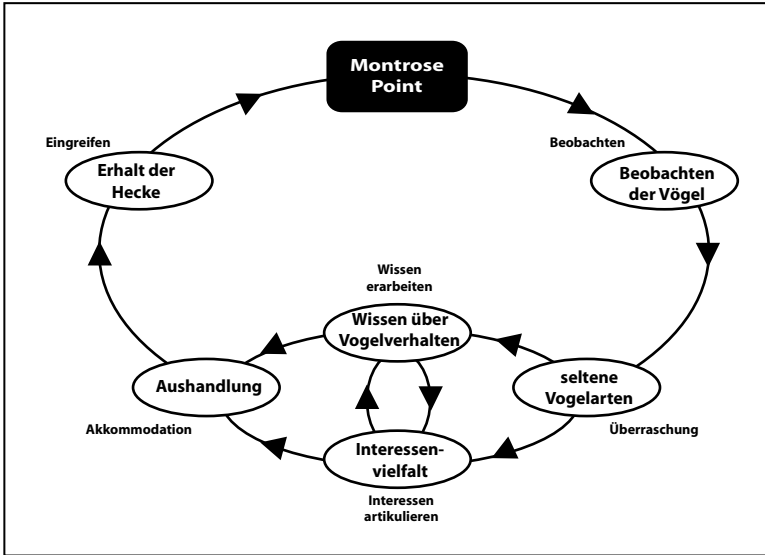 Montrose
Point
Eingreifen
Beobachten
Erhalt der
Hecke
Beobachten
der Vögel
Wissen
erarbeiten
Wissen über
Vogelverhalten
Aushandlung
seltene
Vogelarten
Akkommodation
Überraschung
Interessen-
vielfalt
Interessen
artikulieren